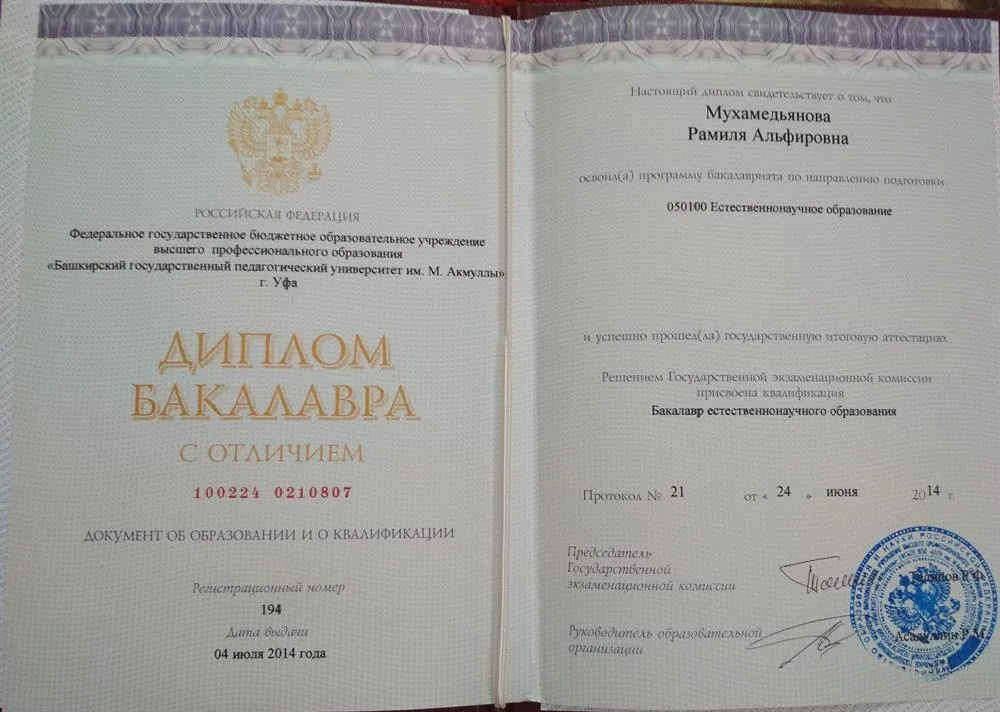 РОССИЙСКАЯ ФЕДЕРАЦИЯ
Федеральное государственное бюджетное образовательное учреждение
высшего профессионального образования
«Башкирский государственный педагогический университет им. М. Акмуллы»
г. Уфа
ДИПЛОМ
БАКАЛАВРА
С ОТЛИЧИЕМ
100224 0210807
ДОКУМЕНТ ОБ ОБРАЗОВАНИИ И О КВАЛИФИКАЦИИ
Регистрационный номер
194
Дата выдачи
04 июля 2014 года
Настоящий диплом свидетельствует о том, что
Мухамедьянова
Рамиля Альфировна
освоил(а) программу бакалавриата по направлению подготовки
050100 Естественнонаучное образование
и успешно прошел(ла) государственную итоговую аттестацию.
Решением Государственной экзаменационной комиссии
присвоена квалификация
Бакалавр естественнонаучного образования
Протокол № 21 от « 24 » июня 2014 г.
Председатель
Государственной
экзаменационной комиссии
Руководитель образовательной
организации
Асадуллин Р.М.